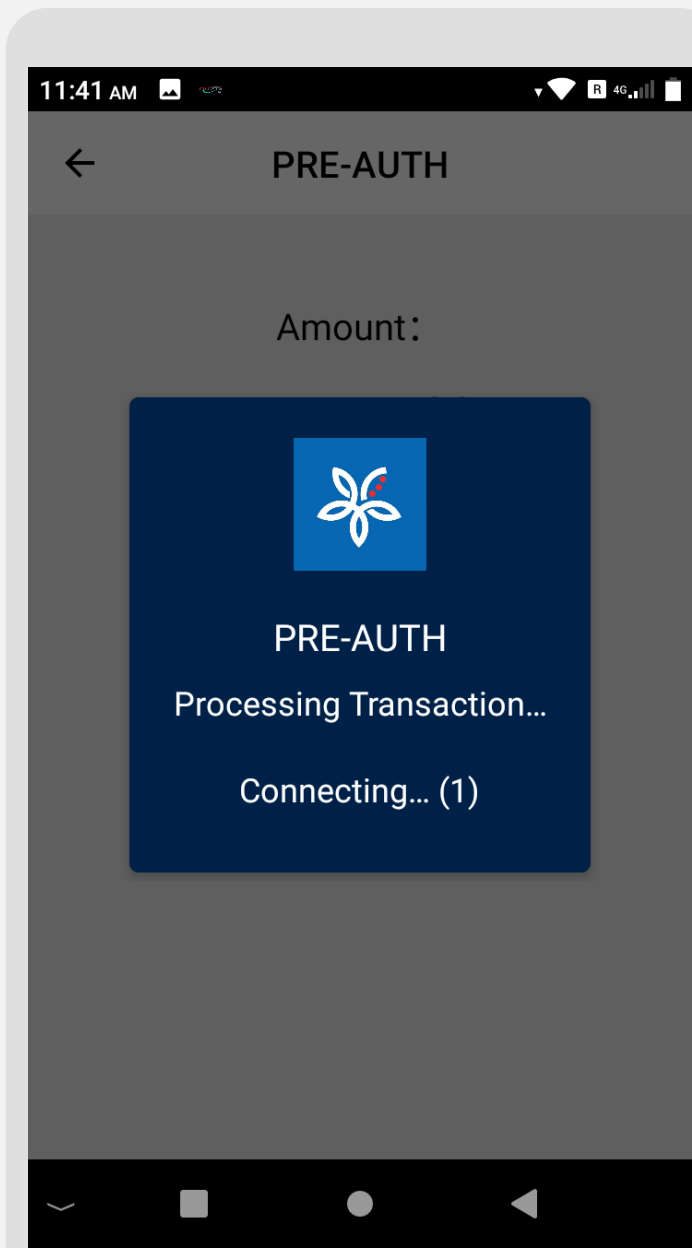 11:41 AM
R 4G
PRE-AUTH
Amount:
PRE-AUTH
Processing Transaction...
Connecting... (1)